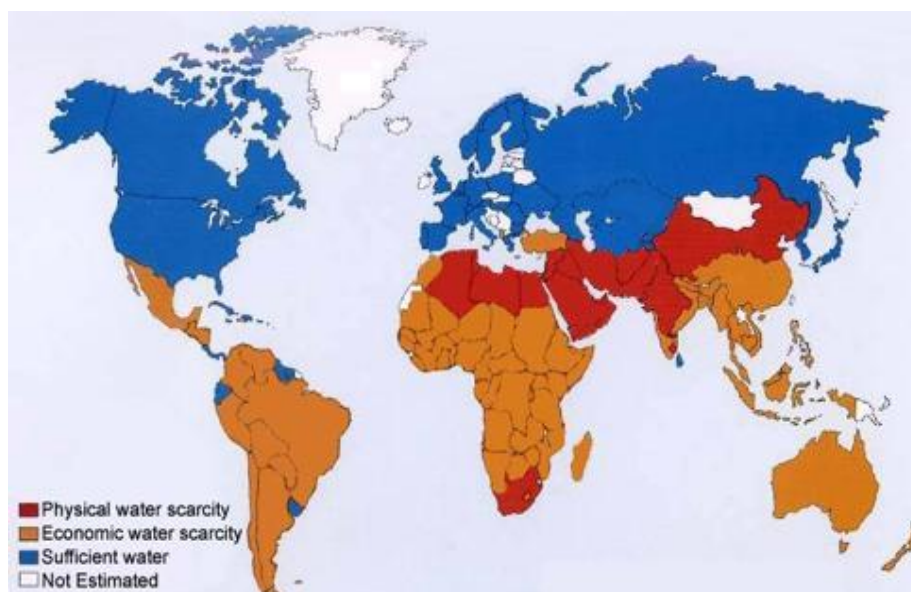 Physical water scarcity
Economic water scarcity
Sufficient water
Not Estimated